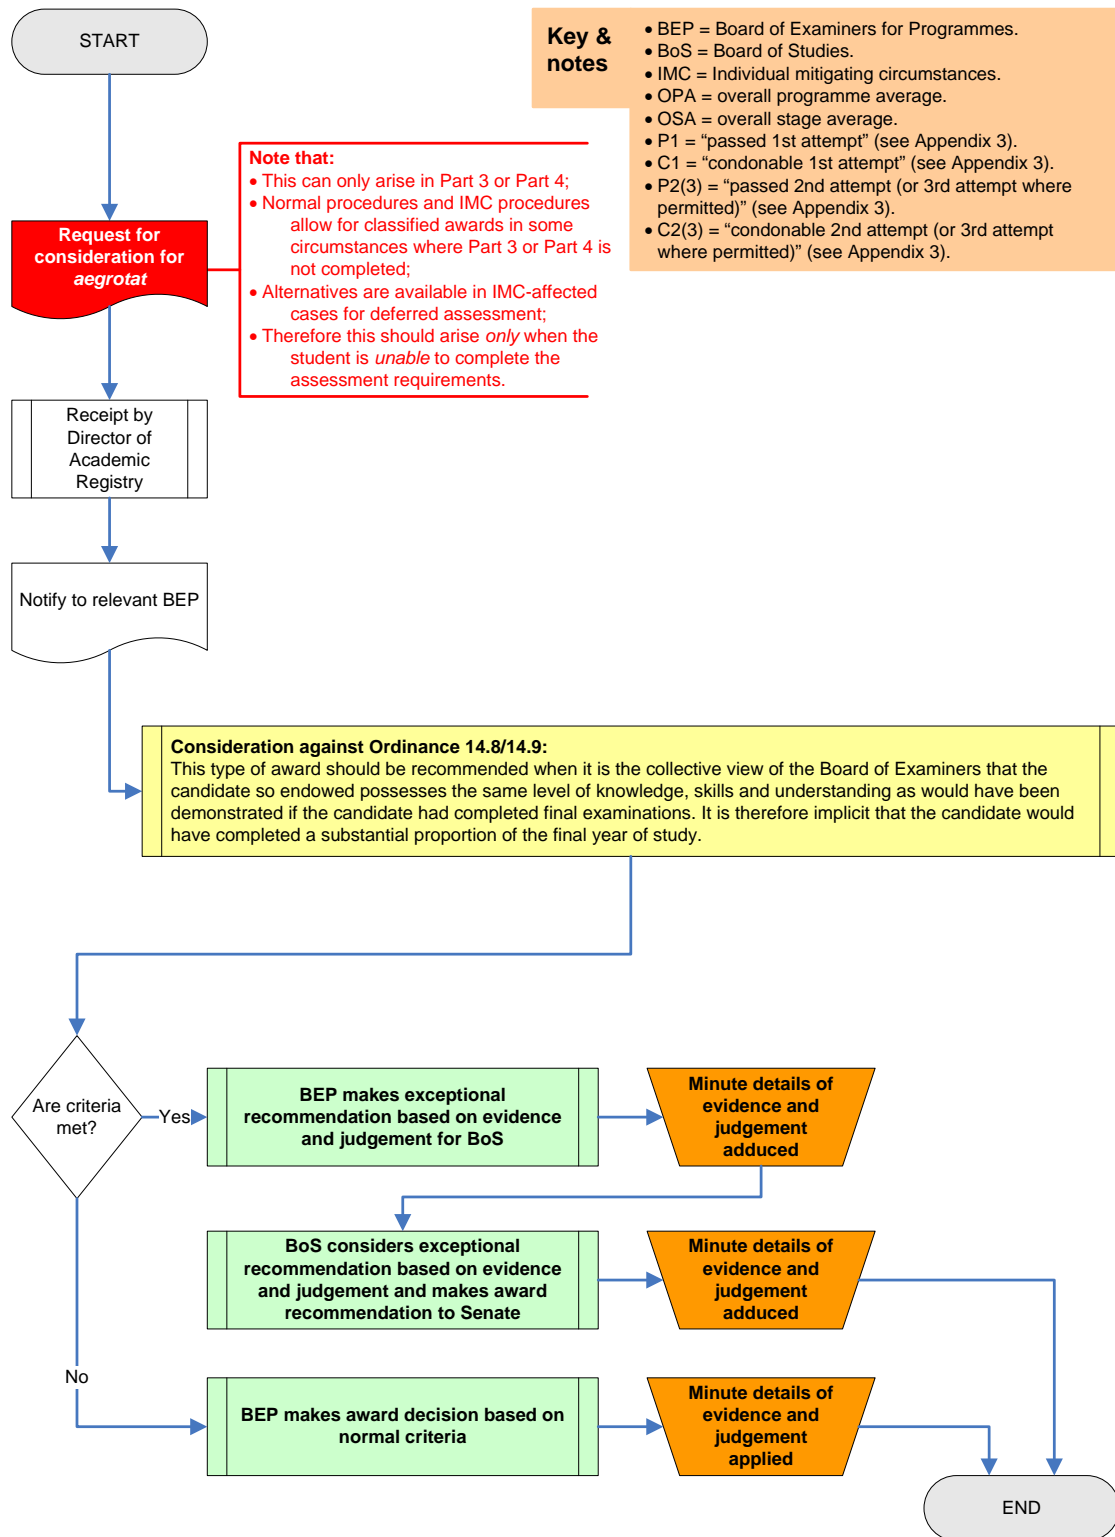 START
Key &
notes
• BEP = Board of Examiners for Programmes.
• BoS = Board of Studies.
• IMC = Individual mitigating circumstances.
• OPA = overall programme average.
• OSA = overall stage average.
• P1 = “passed 1st attempt” (see Appendix 3).
• C1 = “condonable 1st attempt” (see Appendix 3).
• P2(3) = “passed 2nd attempt (or 3rd attempt where
permitted)” (see Appendix 3).
• C2(3) = “condonable 2nd attempt (or 3rd attempt
where permitted)” (see Appendix 3).
Request for
consideration for
aegrotat
Note that:
• This can only arise in Part 3 or Part 4;
• Normal procedures and IMC procedures
allow for classified awards in some
circumstances where Part 3 or Part 4 is
not completed;
• Alternatives are available in IMC-affected
cases for deferred assessment;
• Therefore this should arise only when the
student is unable to complete the
assessment requirements.
Receipt by
Director of
Academic
Registry
Notify to relevant BEP
Consideration against Ordinance 14.8/14.9:
This type of award should be recommended when it is the collective view of the Board of Examiners that the
candidate so endowed possesses the same level of knowledge, skills and understanding as would have been
demonstrated if the candidate had completed final examinations. It is therefore implicit that the candidate would
have completed a substantial proportion of the final year of study.
Are criteria
met?
Yes
BEP makes exceptional
recommendation based on evidence
and judgement for BoS
Minute details of
evidence and
judgement
adduced
BoS considers exceptional
recommendation based on evidence
and judgement and makes award
recommendation to Senate
Minute details of
evidence and
judgement
adduced
No
BEP makes award decision based on
normal criteria
Minute details of
evidence and
judgement
applied
END